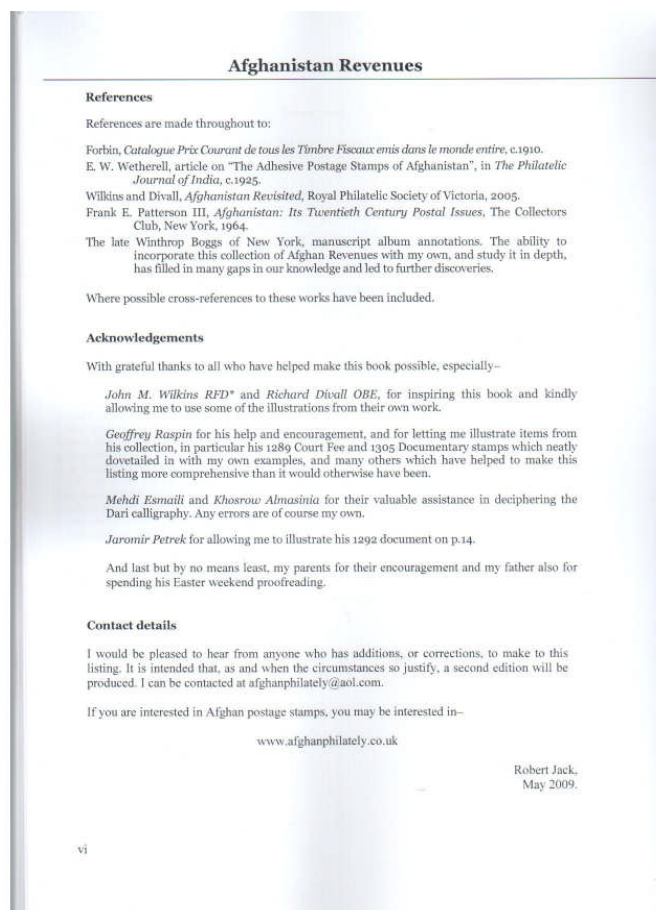 Afghanistan Revenues
References
References are made throughout to:
Forbin, Catalogue Prix Courant de tous les Timbre Fiscaux emis dans le monde entire, c.1910.
E. W. Wetherell, article on "The Adhesive Postage Stamps of Afghanistan", in The Philatelic
Journal of India, c.1925.
Wilkins and Divall, Afghanistan Revisited, Royal Philatelic Society of Victoria, 2005.
Frank E. Patterson III, Afghanistan: Its Twentieth Century Postal Issues, The Collectors
Club, New York, 1964.
The late Winthrop Boggs of New York, manuscript album annotations. The ability to
incorporate this collection of Afghan Revenues with my own, and study it in depth,
has filled in many gaps in our knowledge and led to further discoveries.
Where possible cross-references to these works have been included.
Acknowledgements
With grateful thanks to all who have helped make this book possible, especially–
John M. Wilkins RFD* and Richard Divall OBE, for inspiring this book and kindly
allowing me to use some of the illustrations from their own work.
Geoffrey Raspin for his help and encouragement, and for letting me illustrate items from
his collection, in particular his 1289 Court Fee and 1305 Documentary stamps which neatly
dovetailed in with my own examples, and many others which have helped to make this
listing more comprehensive than it would otherwise have been.
Mehdi Esmaili and Khosrow Almasinia for their valuable assistance in deciphering the
Dari calligraphy. Any errors are of course my own.
Jaromir Petrek for allowing me to illustrate his 1292 document on p.14.
And last but by no means least, my parents for their encouragement and my father also for
spending his Easter weekend proofreading.
Contact details
I would be pleased to hear from anyone who has additions, or corrections, to make to this
listing. It is intended that, as and when the circumstances so justify, a second edition will be
produced. I can be contacted at afghanphilately@aol.com.
If you are interested in Afghan postage stamps, you may be interested in–
www.afghanphilately.co.uk
Robert Jack,
May 2009.
vi